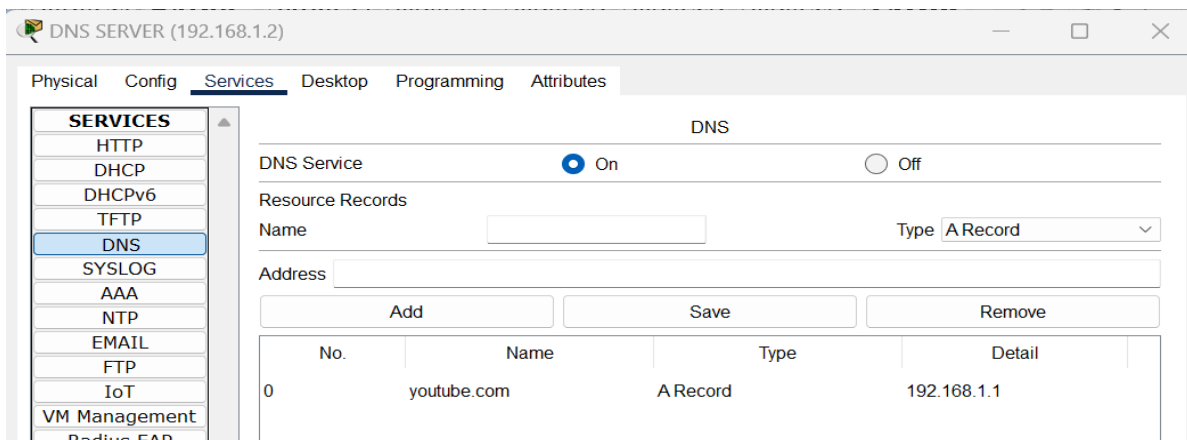 DNS SERVER (192.168.1.2)
Physical Config Services Desktop Programming Attributes
SERVICES
HTTP
DHCP
DHCPv6
TFTP
DNS
SYSLOG
AAA
NTP
EMAIL
FTP
IoT
VM Management
Radius EAP
DNS
DNS Service On Off
Resource Records
Name Type A Record
Address
Add Save Remove
No. Name Type Detail
0 youtube.com A Record 192.168.1.1